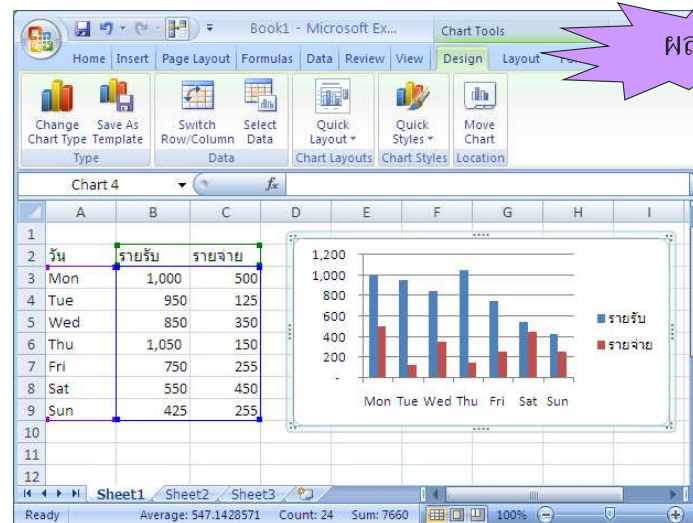 Book1 - Microsoft Ex... Chart Tools
Home Insert Page Layout Formulas Data Review View Design Layout
Change Chart Type Save As Template Switch Row/Column Select Data Quick Layout Quick Styles Move Chart
Type Data Chart Layouts Chart Styles Location
Chart 4 fx
A B C D E F G H I
1
2 วัน รายรับ รายจ่าย
3 Mon 1,000 500
4 Tue 950 125
5 Wed 850 350
6 Thu 1,050 150
7 Fri 750 255
8 Sat 550 450
9 Sun 425 255
10
11
12
1,200
1,000
800
600
400
200
-
Mon Tue Wed Thu Fri Sat Sun
รายรับ
รายจ่าย
Sheet1 Sheet2 Sheet3
Ready Average: 547.1428571 Count: 24 Sum: 7660 100%